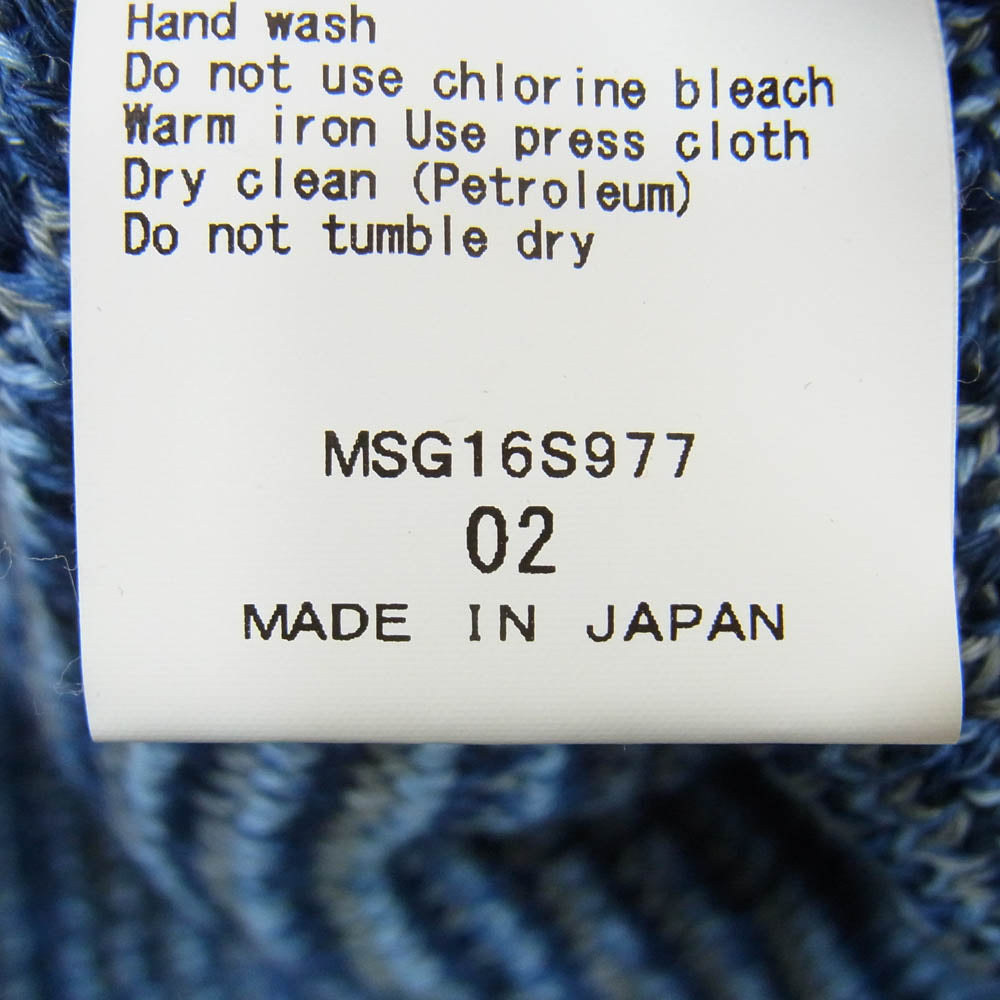 Hand wash
Do not use chlorine bleach
Warm iron Use press cloth
Dry clean (Petroleum)
Do not tumble dry
MSG16S977
02
MADE IN JAPAN